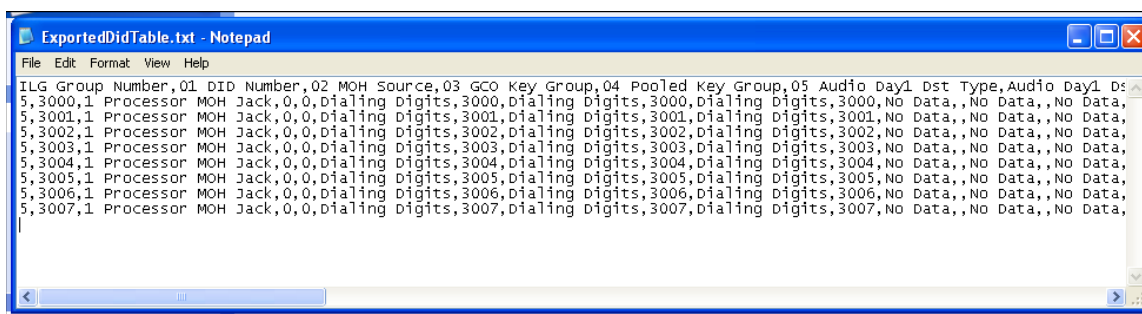 ExportedDidTable.txt - Notepad
File Edit Format View Help
ILG Group Number,01 DID Number,02 MOH Source,03 GCO Key Group,04 Pooled Key Group,05 Audio Day1 Dst Type,Audio Day1 Ds
5,3000,1 Processor MOH Jack,0,0,Dialing Digits,3000,Dialing Digits,3000,Dialing Digits,3000,No Data,,No Data,,No Data,
5,3001,1 Processor MOH Jack,0,0,Dialing Digits,3001,Dialing Digits,3001,Dialing Digits,3001,No Data,,No Data,,No Data,
5,3002,1 Processor MOH Jack,0,0,Dialing Digits,3002,Dialing Digits,3002,Dialing Digits,3002,No Data,,No Data,,No Data,
5,3003,1 Processor MOH Jack,0,0,Dialing Digits,3003,Dialing Digits,3003,Dialing Digits,3003,No Data,,No Data,,No Data,
5,3004,1 Processor MOH Jack,0,0,Dialing Digits,3004,Dialing Digits,3004,Dialing Digits,3004,No Data,,No Data,,No Data,
5,3005,1 Processor MOH Jack,0,0,Dialing Digits,3005,Dialing Digits,3005,Dialing Digits,3005,No Data,,No Data,,No Data,
5,3006,1 Processor MOH Jack,0,0,Dialing Digits,3006,Dialing Digits,3006,Dialing Digits,3006,No Data,,No Data,,No Data,
5,3007,1 Processor MOH Jack,0,0,Dialing Digits,3007,Dialing Digits,3007,Dialing Digits,3007,No Data,,No Data,,No Data,